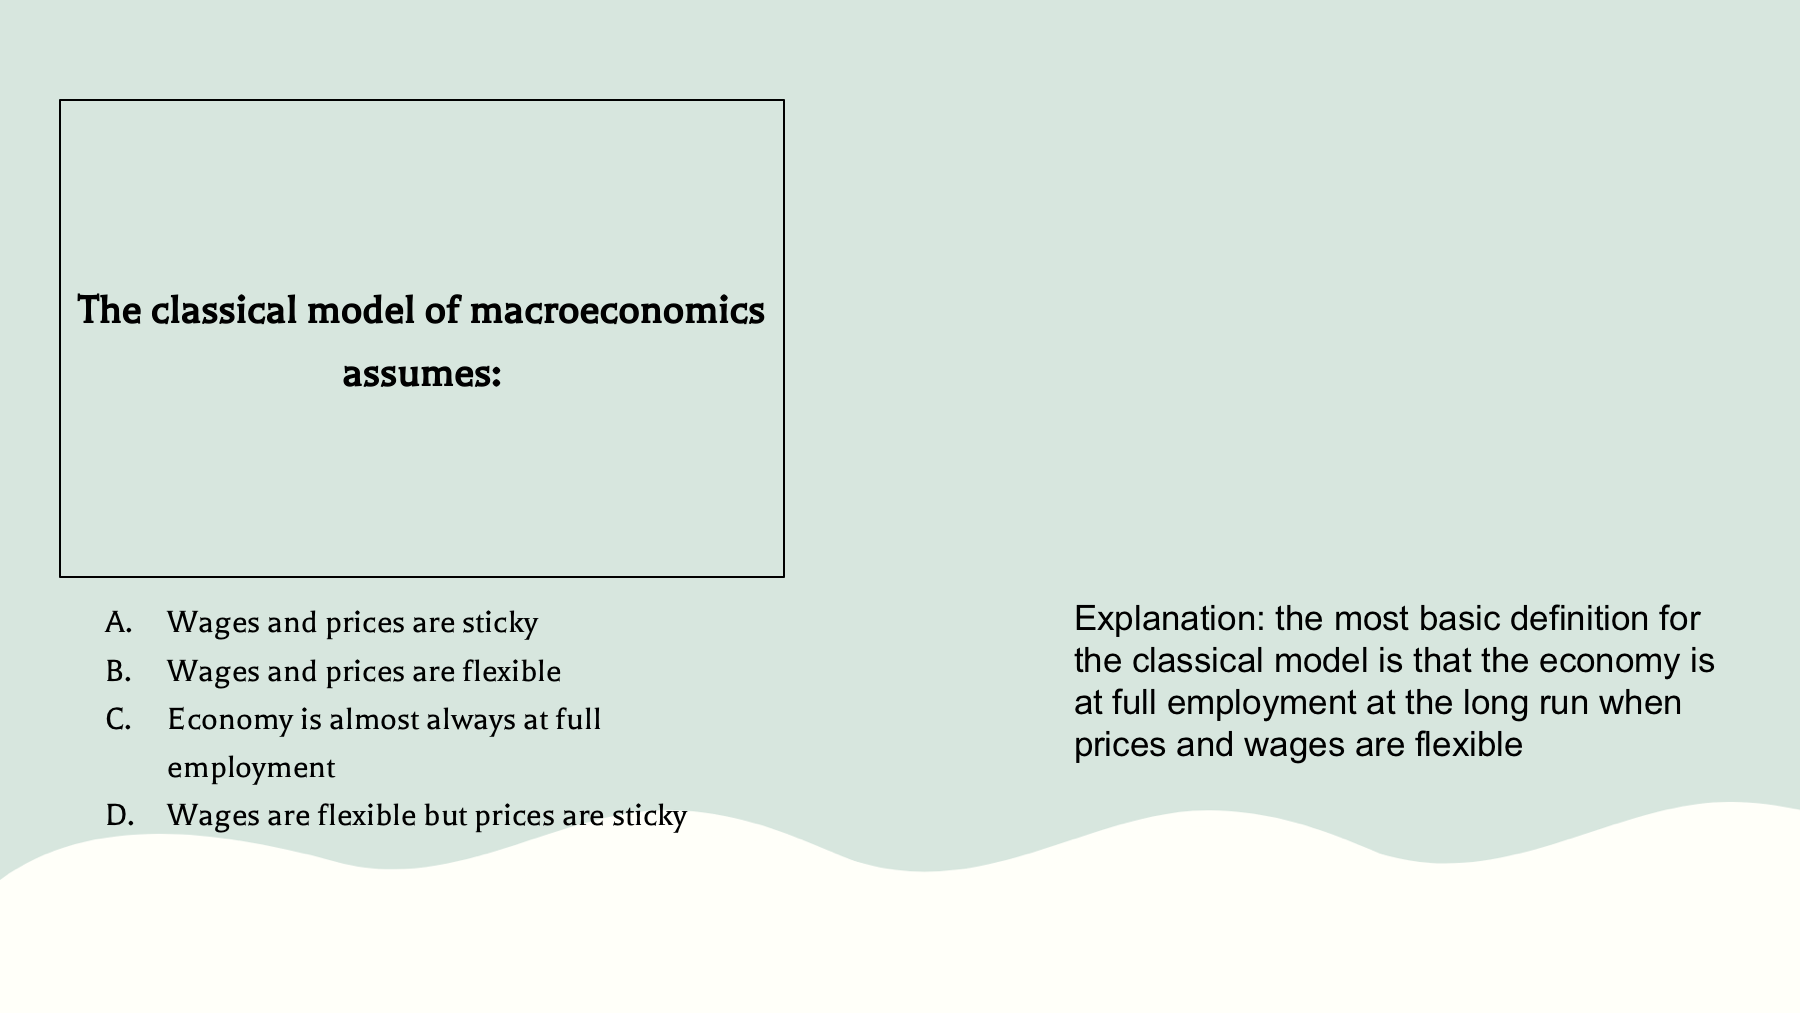 The classical model of macroeconomics
assumes:
A. Wages and prices are sticky
B. Wages and prices are flexible
C. Economy is almost always at full
employment
D. Wages are flexible but prices are sticky
Explanation: the most basic definition for
the classical model is that the economy is
at full employment at the long run when
prices and wages are flexible